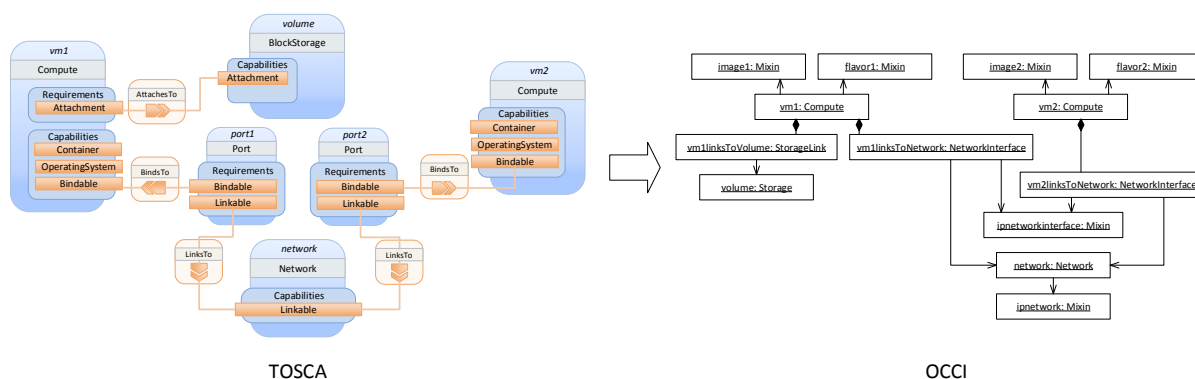 volume
BlockStorage
Capabilities
Attachment
vm1
Compute
Requirements
Attachment
AttachesTo
Capabilities
Container
OperatingSystem
Bindable
BindsTo
port1
Port
Requirements
Bindable
Linkable
port2
Port
Requirements
Bindable
Linkable
BindsTo
vm2
Compute
Capabilities
Container
OperatingSystem
Bindable
LinksTo
network
Network
Capabilities
Linkable
LinksTo
TOSCA
image1: Mixin
flavor1: Mixin
image2: Mixin
flavor2: Mixin
vm1: Compute
vm2: Compute
vm1linksToVolume: StorageLink
vm1linksToNetwork: NetworkInterface
volume: Storage
vm2linksToNetwork: NetworkInterface
ipnetworkinterface: Mixin
network: Network
ipnetwork: Mixin
OCCI